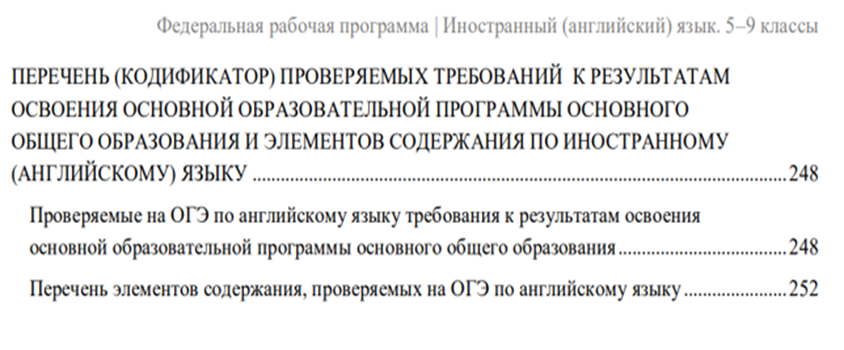 Федеральная рабочая программа | Иностранный (английский) язык. 5–9 классы
ПЕРЕЧЕНЬ (КОДИФИКАТОР) ПРОВЕРЯЕМЫХ ТРЕБОВАНИЙ К РЕЗУЛЬТАТАМ
ОСВОЕНИЯ ОСНОВНОЙ ОБРАЗОВАТЕЛЬНОЙ ПРОГРАММЫ ОСНОВНОГО
ОБЩЕГО ОБРАЗОВАНИЯ И ЭЛЕМЕНТОВ СОДЕРЖАНИЯ ПО ИНОСТРАННОМУ
(АНГЛИЙСКОМУ) ЯЗЫКУ ........................................................................................248
Проверяемые на ОГЭ по английскому языку требования к результатам освоения
основной образовательной программы основного общего образования............................248
Перечень элементов содержания, проверяемых на ОГЭ по английскому языку.................252